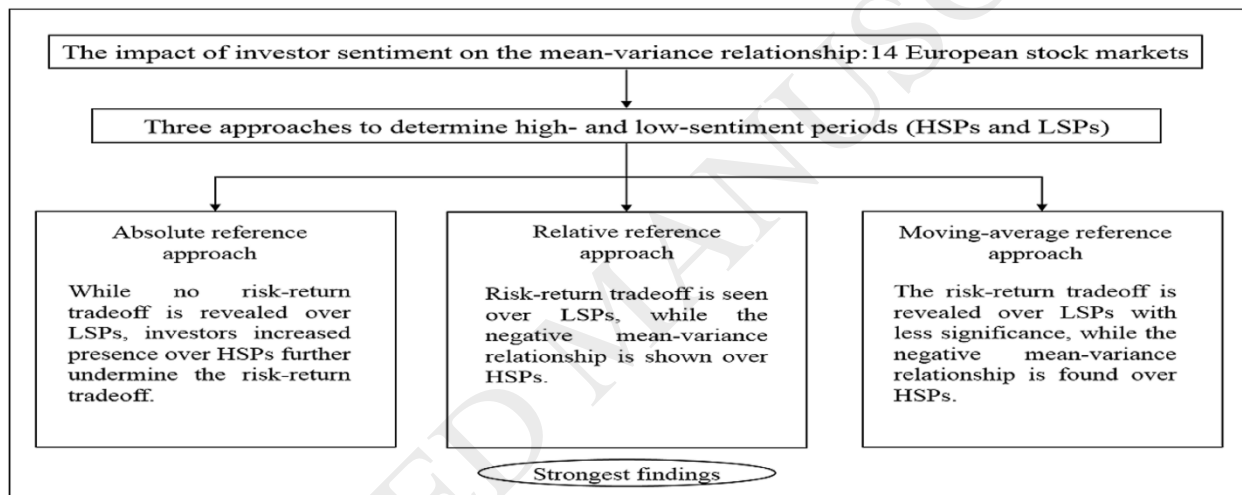 The impact of investor sentiment on the mean-variance relationship:14 European stock markets
Three approaches to determine high- and low-sentiment periods (HSPs and LSPs)
Absolute reference
approach
While no risk-return
tradeoff is revealed over
LSPs, investors increased
presence over HSPs further
undermine the risk-return
tradeoff.
Relative reference
approach
Risk-return tradeoff is seen
over LSPs, while the
negative mean-variance
relationship is shown over
HSPs.
Moving-average reference
approach
The risk-return tradeoff is
revealed over LSPs with
less significance, while the
negative mean-variance
relationship is found over
HSPs.
Strongest findings
ED MANUSC